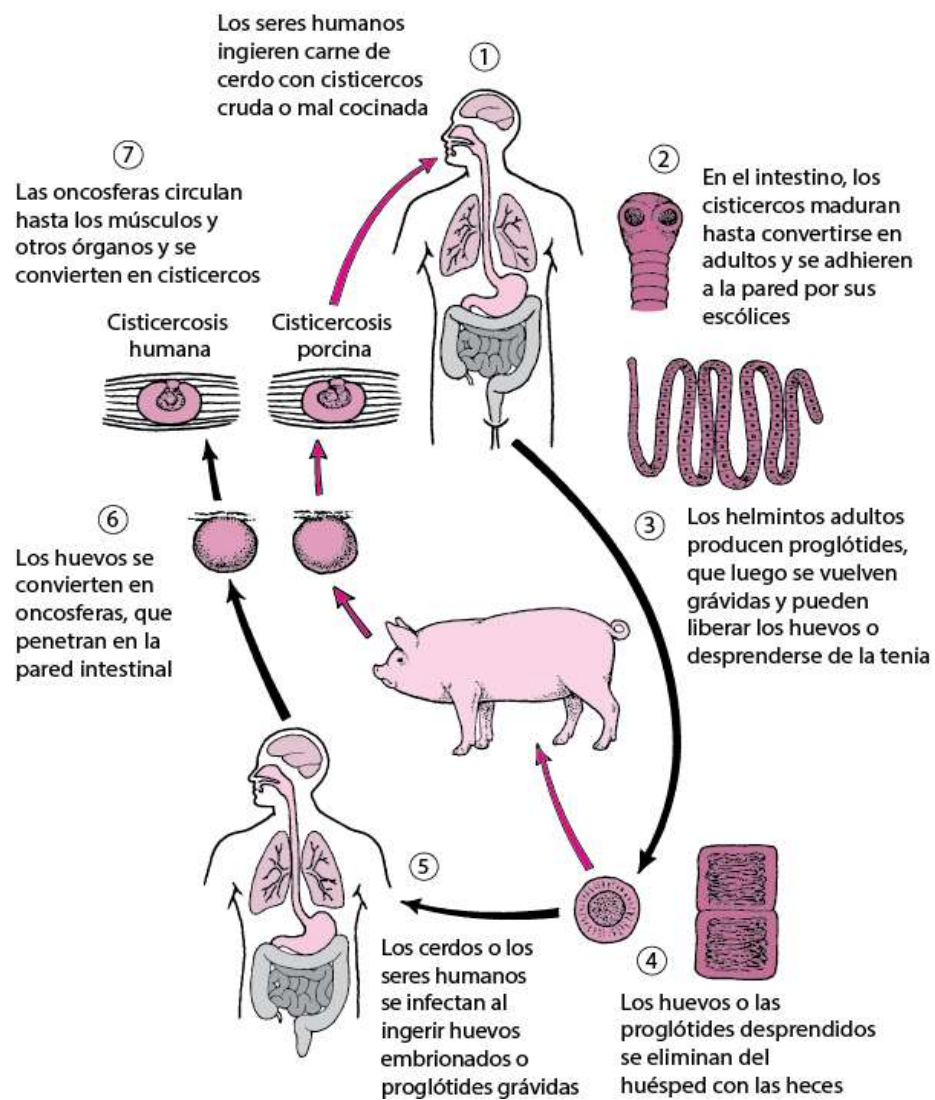 Los seres humanos
ingieren carne de
cerdo con cisticercos
cruda o mal cocinada
1
2
En el intestino, los
cisticercos maduran
hasta convertirse en
adultos y se adhieren
a la pared por sus
escólices
3
Los helmintos adultos
producen proglótides,
que luego se vuelven
grávidas y pueden
liberar los huevos o
desprenderse de la tenia
4
Los huevos o las
proglótides desprendidos
se eliminan del
huésped con las heces
5
Los cerdos o los
seres humanos
se infectan al
ingerir huevos
embrionados o
proglótides grávidas
6
Los huevos se
convierten en
oncosferas, que
penetran en la
pared intestinal
7
Las oncosferas circulan
hasta los músculos y
otros órganos y se
convierten en cisticercos
Cisticercosis
humana
Cisticercosis
porcina